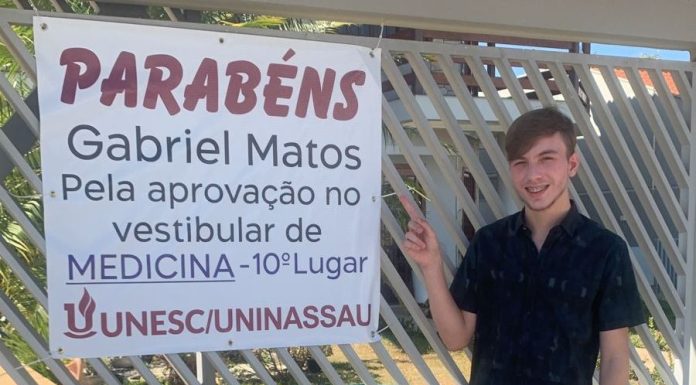 PARABÉNS
Gabriel Matos
Pela aprovação no
vestibular de
MEDICINA - 10º Lugar
UNESC/UNINASSAU